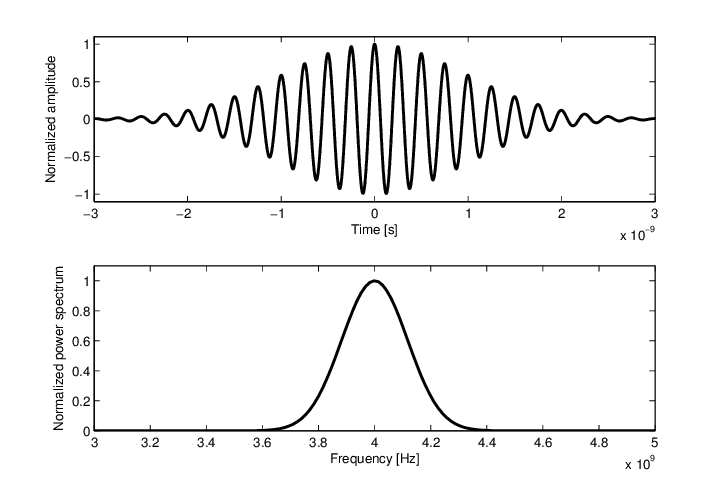 Normalized amplitude
1
0.5
0
−0.5
−1
−3 −2 −1 0 1 2 3
Time [s]
x 10⁻⁹
Normalized power spectrum
1
0.8
0.6
0.4
0.2
0
3 3.2 3.4 3.6 3.8 4 4.2 4.4 4.6 4.8 5
Frequency [Hz]
x 10⁹